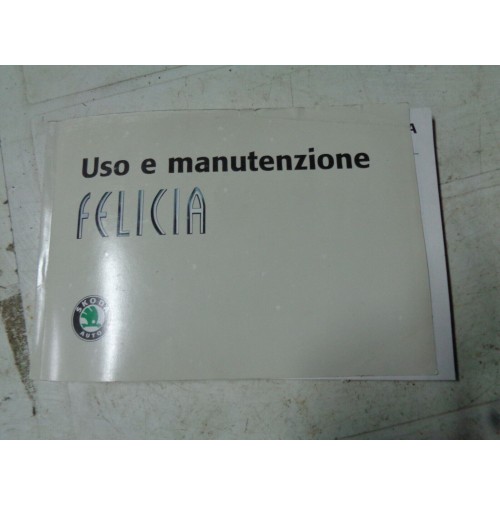 Uso e manutenzione
FELICIA
ŠKODA
AUTO
A